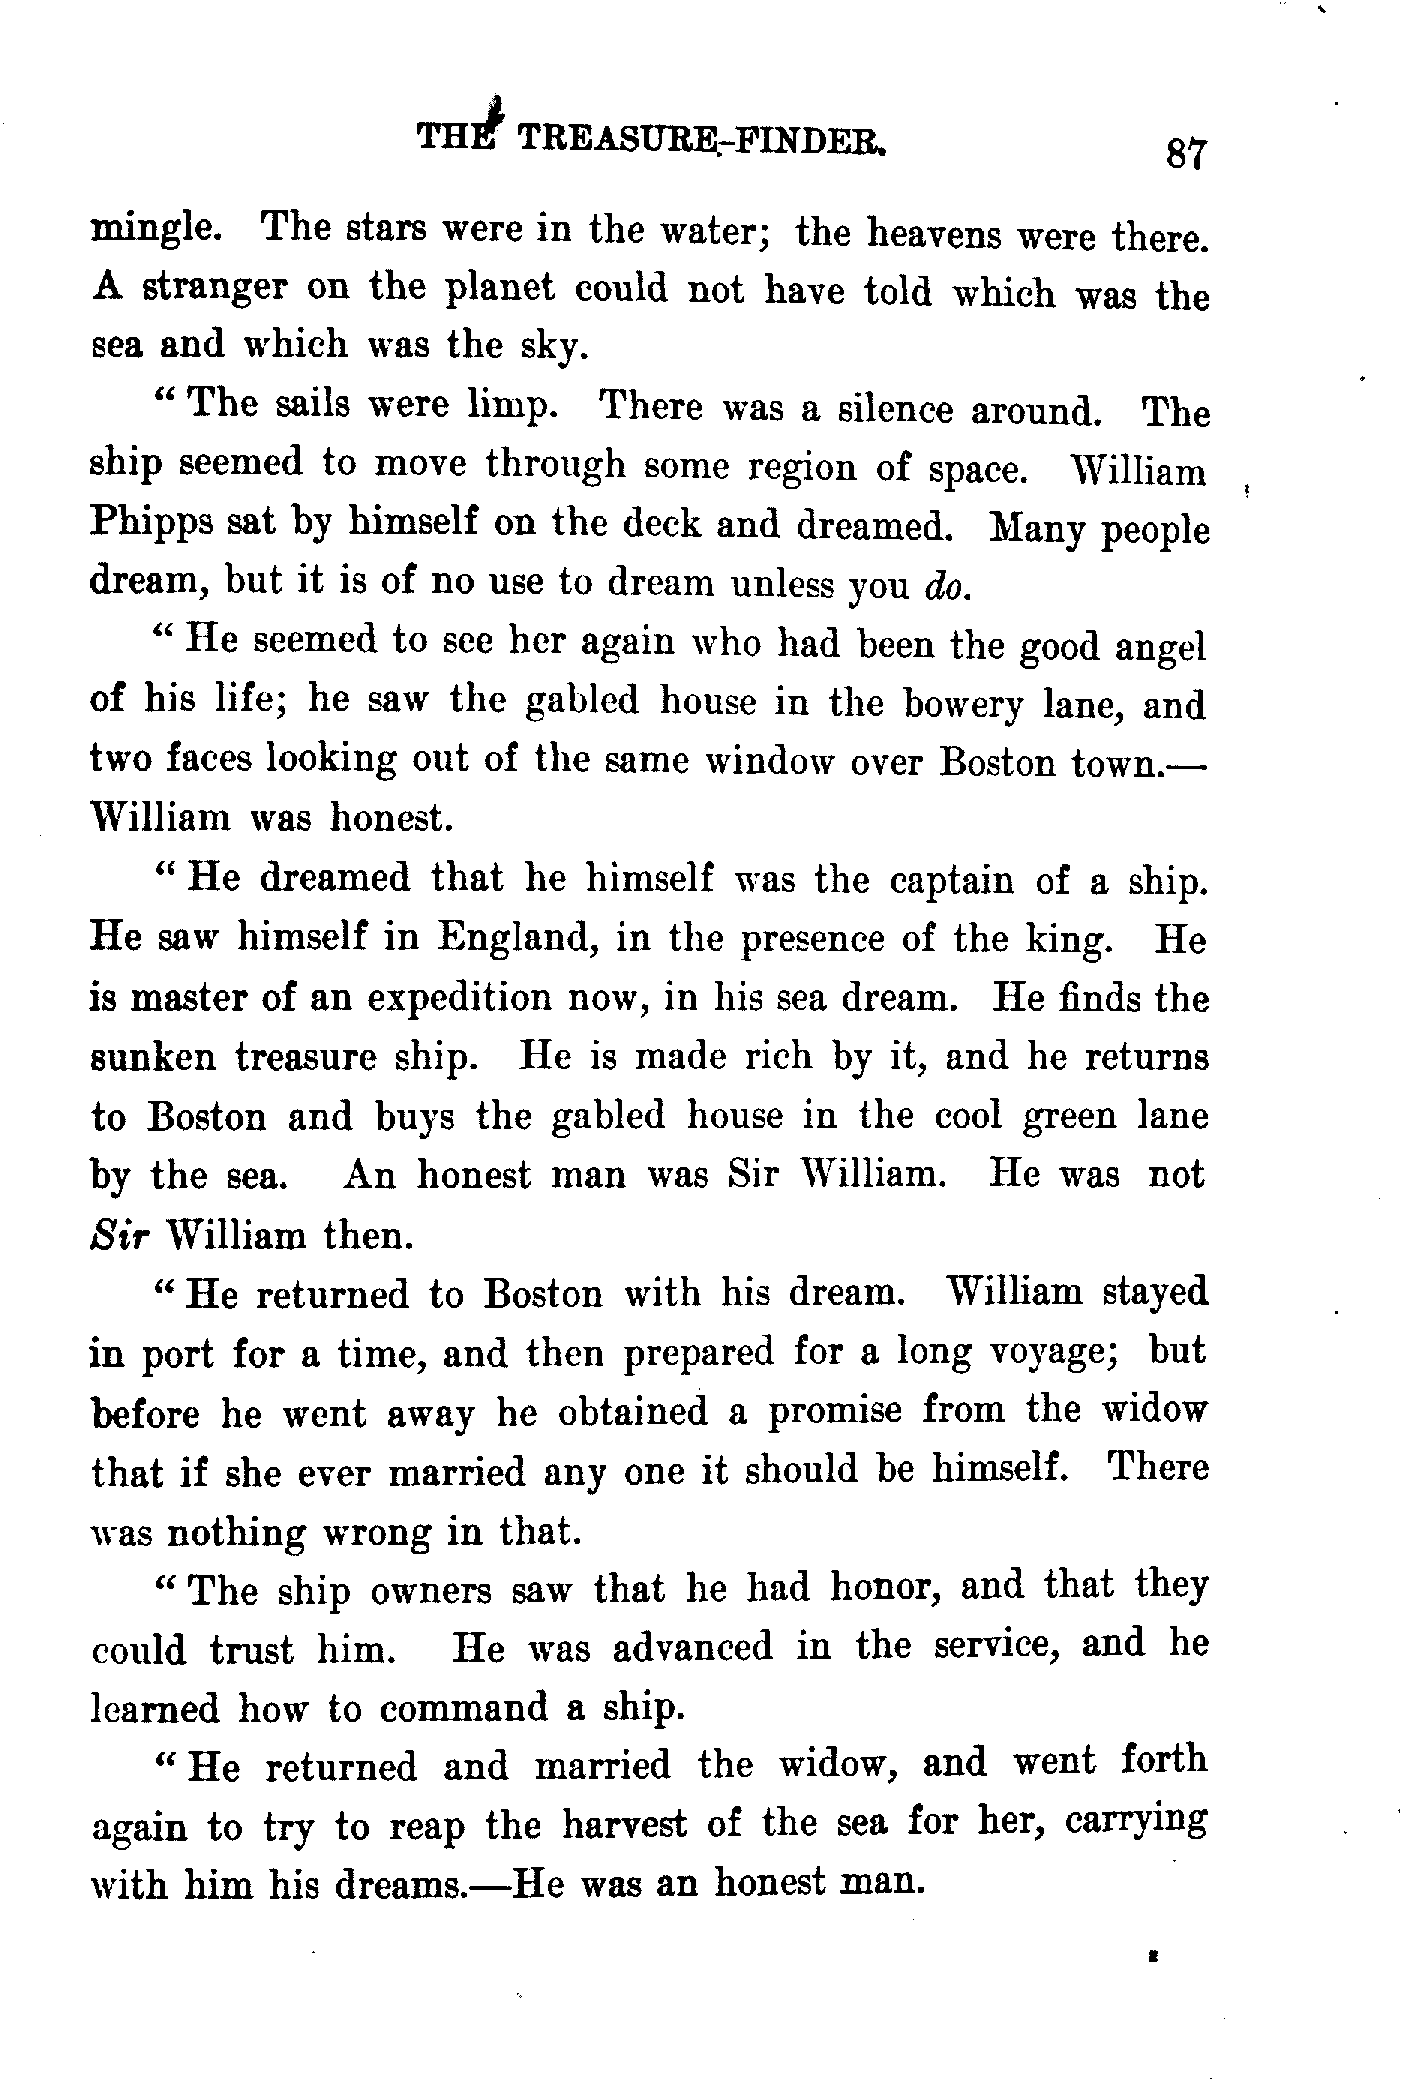 THE TREASURE-FINDER. 87
mingle. The stars were in the water; the heavens were there.
A stranger on the planet could not have told which was the
sea and which was the sky.
“ The sails were limp. There was a silence around. The
ship seemed to move through some region of space. William
Phipps sat by himself on the deck and dreamed. Many people
dream, but it is of no use to dream unless you do.
“ He seemed to see her again who had been the good angel
of his life; he saw the gabled house in the bowery lane, and
two faces looking out of the same window over Boston town.—
William was honest.
“ He dreamed that he himself was the captain of a ship.
He saw himself in England, in the presence of the king. He
is master of an expedition now, in his sea dream. He finds the
sunken treasure ship. He is made rich by it, and he returns
to Boston and buys the gabled house in the cool green lane
by the sea. An honest man was Sir William. He was not
Sir William then.
“ He returned to Boston with his dream. William stayed
in port for a time, and then prepared for a long voyage; but
before he went away he obtained a promise from the widow
that if she ever married any one it should be himself. There
was nothing wrong in that.
“ The ship owners saw that he had honor, and that they
could trust him. He was advanced in the service, and he
learned how to command a ship.
“ He returned and married the widow, and went forth
again to try to reap the harvest of the sea for her, carrying
with him his dreams.—He was an honest man.